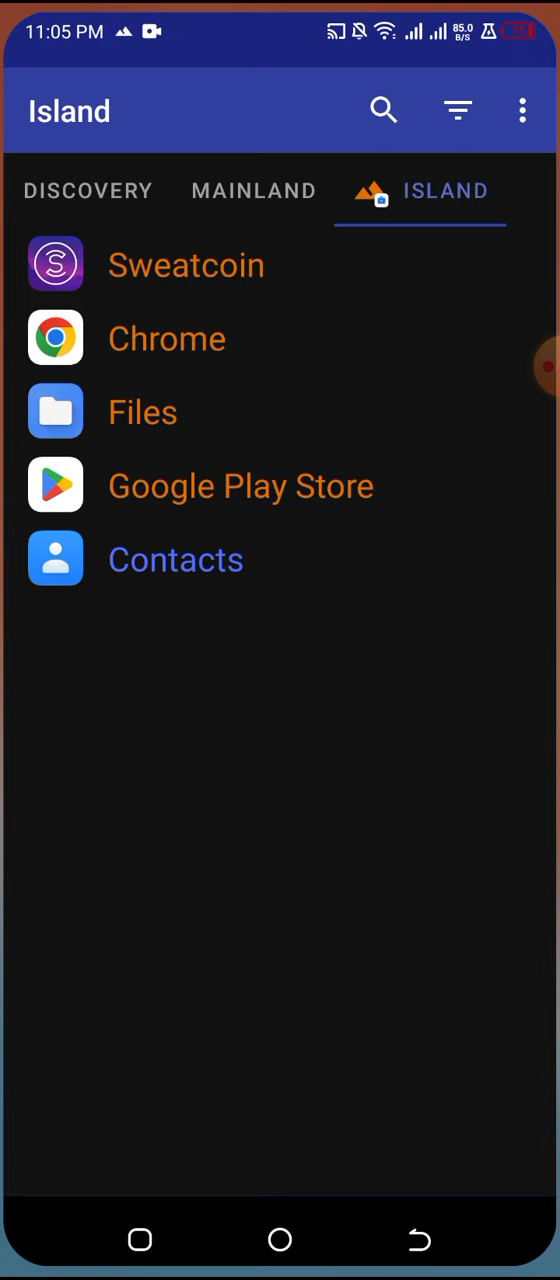 11:05 PM 85.0
B/S
Island
DISCOVERY MAINLAND ISLAND
Sweatcoin
Chrome
Files
Google Play Store
Contacts